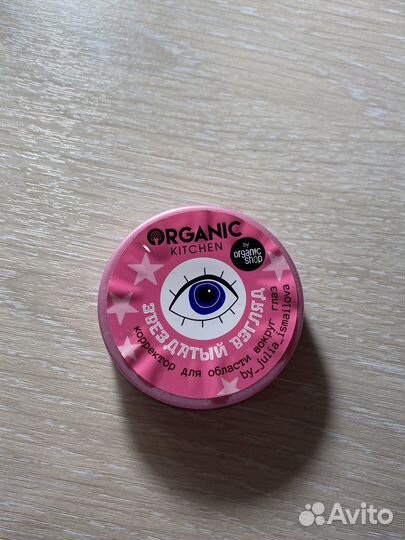 ORGANIC
KITCHEN
by
organic
shop
ЗВЕЗДАТЫЙ ВЗГЛЯД
корректор для области вокруг глаз
by_julia_ismailova
Avito